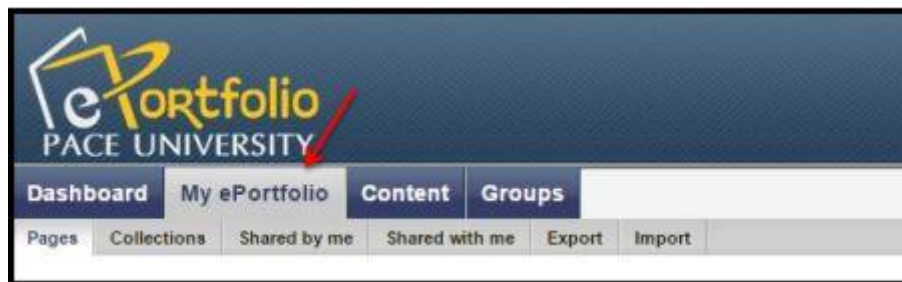 ePortfolio
PACE UNIVERSITY
Dashboard My ePortfolio Content Groups
Pages Collections Shared by me Shared with me Export Import